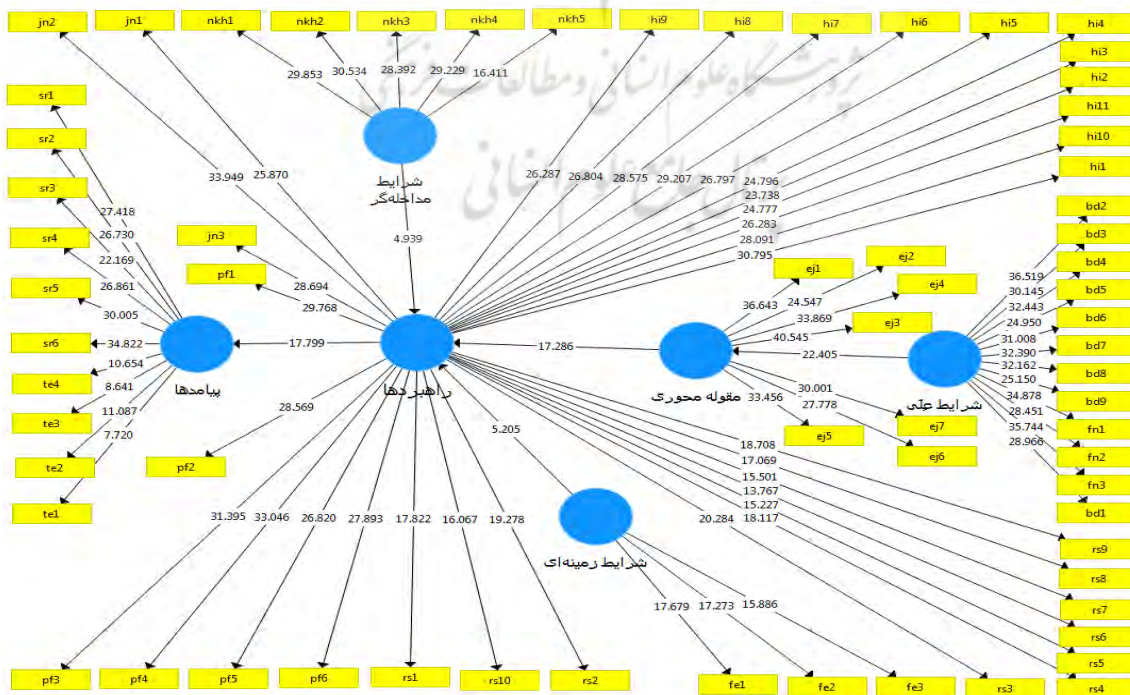 jn2 jn1 nkh1 nkh2 nkh3 nkh4 nkh5 hi9 hi8 hi7 hi6 hi5 hi4
hi3
hi2
hi11
hi10
hi1
پژوهشگاه علوم انسانی و مطالعات فرهنگی
پرتال جامع علوم انسانی
29.853 30.534 28.392 29.229 16.411
شرایط
مداخله‌گر
4.939
33.949 25.870
26.287 26.804 28.575 29.207 26.797 24.796
23.738
24.777
26.283
28.091
30.795
sr1
sr2
sr3
sr4
sr5
sr6
te4
te3
te2
te1
27.418
26.730
22.169
26.861
30.005
34.822
10.654
8.641
11.087
7.720
پیامدها
17.799
jn3
pf1
28.694
29.768
راهبردها
28.569
pf2
17.286
مقوله محوری
ej1
ej2
ej4
ej3
ej7
ej6
ej5
36.643
24.547
33.869
40.545
30.001
27.778
33.456
22.405
شرایط علّی
bd2
bd3
bd4
bd5
bd6
bd7
bd8
bd9
fn1
fn2
fn3
bd1
36.519
30.145
32.443
24.950
31.008
32.390
32.162
25.150
34.878
28.451
35.744
28.966
5.205
شرایط زمینه‌ای
17.679 17.273 15.886
31.395 33.046 26.820 27.893 17.822 16.067 19.278
18.708
17.069
15.501
13.767
15.227
18.117
20.284
rs9
rs8
rs7
rs6
rs5
rs4
pf3 pf4 pf5 pf6 rs1 rs10 rs2 fe1 fe2 fe3 rs3